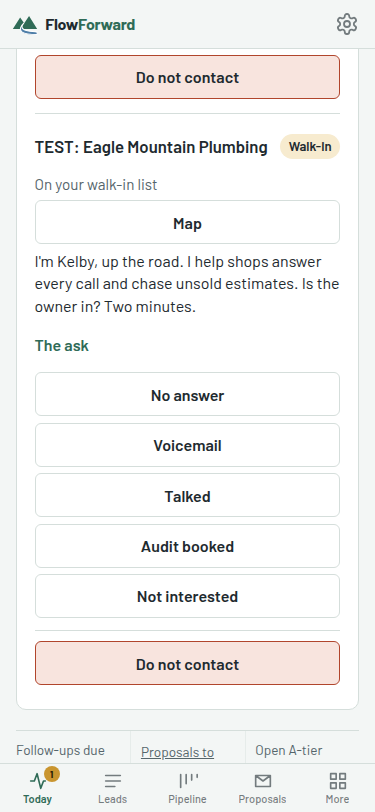 FlowForward
Do not contact
TEST: Eagle Mountain Plumbing
Walk-In
On your walk-in list
Map
I'm Kelby, up the road. I help shops answer
every call and chase unsold estimates. Is the
owner in? Two minutes.
The ask
No answer
Voicemail
Talked
Audit booked
Not interested
Do not contact
Follow-ups due
Proposals to
Open A-tier
1
Today
Leads
Pipeline
Proposals
More